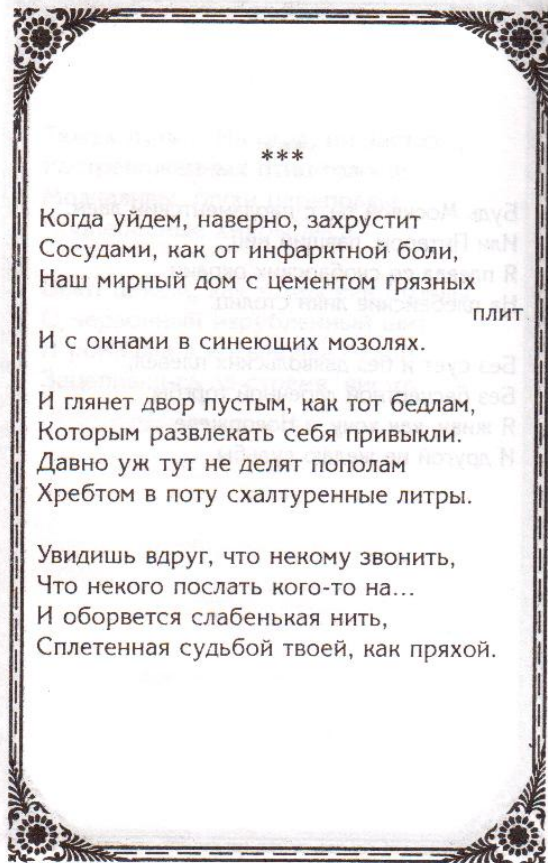 ***
Когда уйдем, наверно, захрустит
Сосудами, как от инфарктной боли,
Наш мирный дом с цементом грязных
плит
И с окнами в синеющих мозолях.
И глянет двор пустым, как тот бедлам,
Которым развлекать себя привыкли.
Давно уж тут не делят пополам
Хребтом в поту схалтуренные литры.
Увидишь вдруг, что некому звонить,
Что некого послать кого-то на...
И оборвется слабенькая нить,
Сплетенная судьбой твоей, как пряхой.